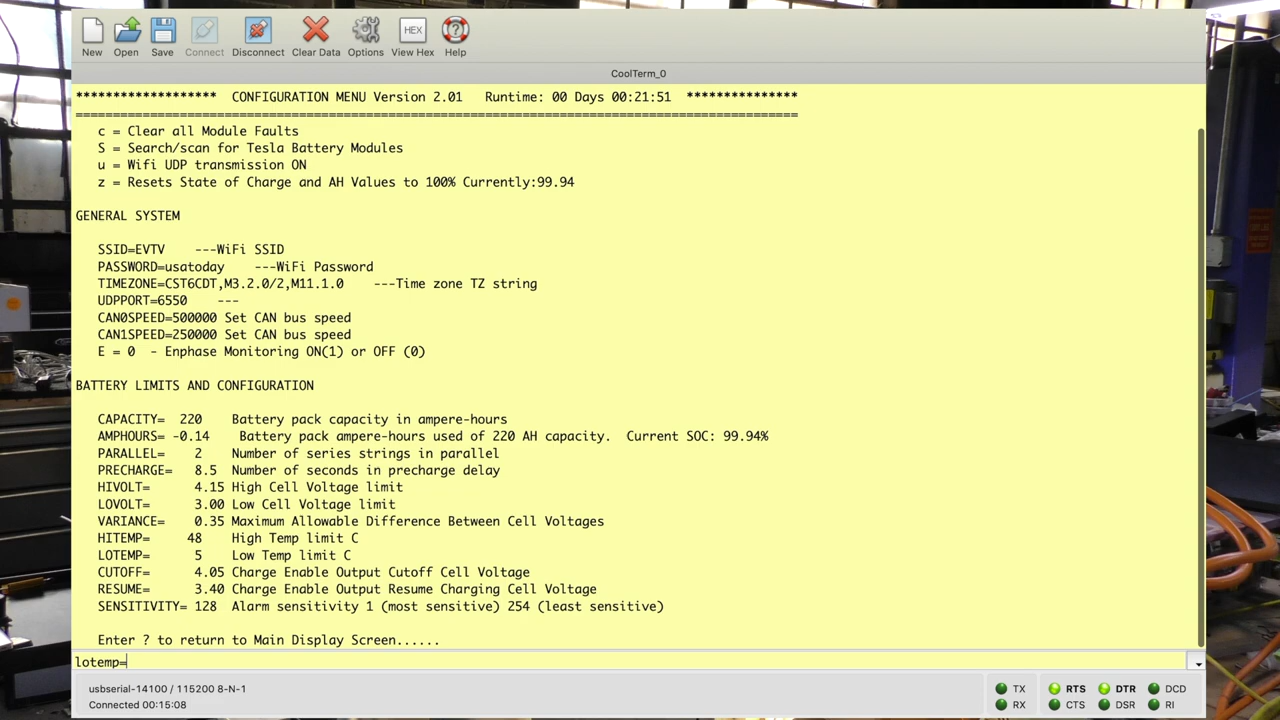 New Open Save Connect Disconnect Clear Data Options HEX View Hex Help
CoolTerm_0
******************* CONFIGURATION MENU Version 2.01 Runtime: 00 Days 00:21:51 ***************
=================================================================================================
c = Clear all Module Faults
S = Search/scan for Tesla Battery Modules
u = Wifi UDP transmission ON
z = Resets State of Charge and AH Values to 100% Currently:99.94
GENERAL SYSTEM
SSID=EVTV ---WiFi SSID
PASSWORD=usatoday ---WiFi Password
TIMEZONE=CST6CDT,M3.2.0/2,M11.1.0 ---Time zone TZ string
UDPPORT=6550 ---
CAN0SPEED=500000 Set CAN bus speed
CAN1SPEED=250000 Set CAN bus speed
E = 0 - Enphase Monitoring ON(1) or OFF (0)
BATTERY LIMITS AND CONFIGURATION
CAPACITY= 220 Battery pack capacity in ampere-hours
AMPHOURS= -0.14 Battery pack ampere-hours used of 220 AH capacity. Current SOC: 99.94%
PARALLEL= 2 Number of series strings in parallel
PRECHARGE= 8.5 Number of seconds in precharge delay
HIVOLT= 4.15 High Cell Voltage limit
LOVOLT= 3.00 Low Cell Voltage limit
VARIANCE= 0.35 Maximum Allowable Difference Between Cell Voltages
HITEMP= 48 High Temp limit C
LOTEMP= 5 Low Temp limit C
CUTOFF= 4.05 Charge Enable Output Cutoff Cell Voltage
RESUME= 3.40 Charge Enable Output Resume Charging Cell Voltage
SENSITIVITY= 128 Alarm sensitivity 1 (most sensitive) 254 (least sensitive)
Enter ? to return to Main Display Screen......
lotemp=
usbserial-14100 / 115200 8-N-1
Connected 00:15:08
TX RTS DTR DCD
RX CTS DSR RI